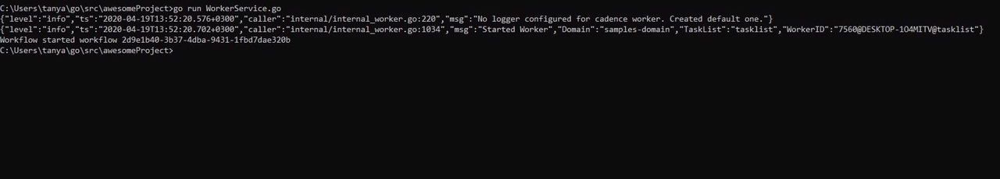 C:\Users\tanya\go\src\awesomeProject>go run WorkerService.go
{"level":"info","ts":"2020-04-19T13:52:20.576+0300","caller":"internal/internal_worker.go:220","msg":"No logger configured for cadence worker. Created default one."}
{"level":"info","ts":"2020-04-19T13:52:20.702+0300","caller":"internal/internal_worker.go:1034","msg":"Started Worker","Domain":"samples-domain","TaskList":"tasklist","WorkerID":"7560@DESKTOP-1O4MITV@tasklist"}
Workflow started workflow 2d9e1b40-3b37-4dba-9431-1fbd7dae320b
C:\Users\tanya\go\src\awesomeProject>